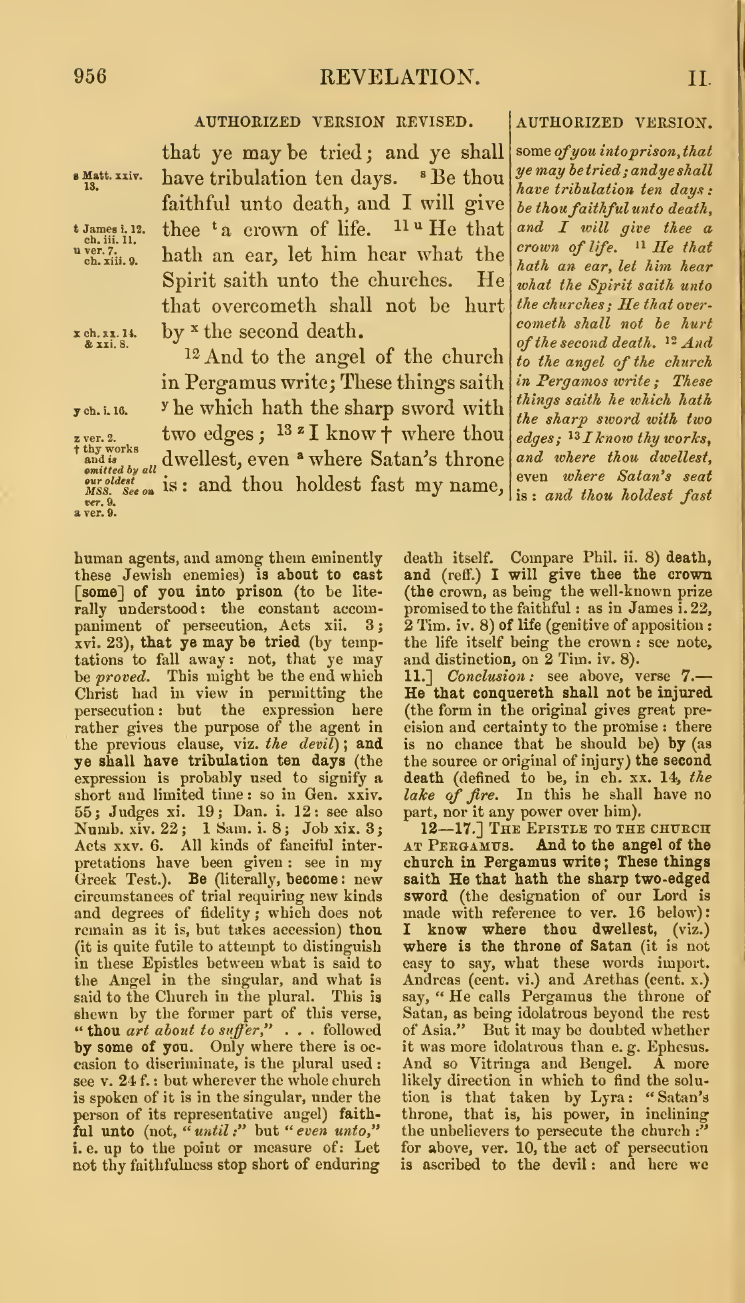 956 REVELATION. II.
AUTHORIZED VERSION REVISED.
s Matt. xxiv.
13.
t James i. 12.
ch. iii. 11.
u ver. 7.
ch. xiii. 9.
x ch. xx. 14.
& xxi. 8.
y ch. i. 16.
z ver. 2.
† thy works
and is
omitted by all
our oldest
MSS. See on
ver. 9.
a ver. 9.
that ye may be tried; and ye shall
have tribulation ten days. s Be thou
faithful unto death, and I will give
thee t a crown of life. 11 u He that
hath an ear, let him hear what the
Spirit saith unto the churches. He
that overcometh shall not be hurt
by x the second death.
12 And to the angel of the church
in Pergamus write; These things saith
y he which hath the sharp sword with
two edges; 13 z I know † where thou
dwellest, even a where Satan's throne
is: and thou holdest fast my name,
AUTHORIZED VERSION.
some of you into prison, that
ye may be tried; and ye shall
have tribulation ten days:
be thou faithful unto death,
and I will give thee a
crown of life. 11 He that
hath an ear, let him hear
what the Spirit saith unto
the churches; He that over-
cometh shall not be hurt
of the second death. 12 And
to the angel of the church
in Pergamos write; These
things saith he which hath
the sharp sword with two
edges; 13 I know thy works,
and where thou dwellest,
even where Satan's seat
is: and thou holdest fast
human agents, and among them eminently
these Jewish enemies) is about to cast
[some] of you into prison (to be lite-
rally understood: the constant accom-
paniment of persecution, Acts xii. 3;
xvi. 23), that ye may be tried (by temp-
tations to fall away: not, that ye may
be proved. This might be the end which
Christ had in view in permitting the
persecution: but the expression here
rather gives the purpose of the agent in
the previous clause, viz. the devil); and
ye shall have tribulation ten days (the
expression is probably used to signify a
short and limited time: so in Gen. xxiv.
55; Judges xi. 19; Dan. i. 12: see also
Numb. xiv. 22; 1 Sam. i. 8; Job xix. 3;
Acts xxv. 6. All kinds of fanciful inter-
pretations have been given: see in my
Greek Test.). Be (literally, become: new
circumstances of trial requiring new kinds
and degrees of fidelity; which does not
remain as it is, but takes accession) thou
(it is quite futile to attempt to distinguish
in these Epistles between what is said to
the Angel in the singular, and what is
said to the Church in the plural. This is
shewn by the former part of this verse,
"thou art about to suffer," . . . followed
by some of you. Only where there is oc-
casion to discriminate, is the plural used:
see v. 24 f.: but wherever the whole church
is spoken of it is in the singular, under the
person of its representative angel) faith-
ful unto (not, "until:" but "even unto,"
i. e. up to the point or measure of: Let
not thy faithfulness stop short of enduring
death itself. Compare Phil. ii. 8) death,
and (reff.) I will give thee the crown
(the crown, as being the well-known prize
promised to the faithful: as in James i. 22,
2 Tim. iv. 8) of life (genitive of apposition:
the life itself being the crown: see note,
and distinction, on 2 Tim. iv. 8).
11.] Conclusion: see above, verse 7.—
He that conquereth shall not be injured
(the form in the original gives great pre-
cision and certainty to the promise: there
is no chance that he should be) by (as
the source or original of injury) the second
death (defined to be, in ch. xx. 14, the
lake of fire. In this he shall have no
part, nor it any power over him).
12—17.] THE EPISTLE TO THE CHURCH
AT PERGAMUS. And to the angel of the
church in Pergamus write; These things
saith He that hath the sharp two-edged
sword (the designation of our Lord is
made with reference to ver. 16 below):
I know where thou dwellest, (viz.)
where is the throne of Satan (it is not
easy to say, what these words import.
Andreas (cent. vi.) and Arethas (cent. x.)
say, "He calls Pergamus the throne of
Satan, as being idolatrous beyond the rest
of Asia." But it may be doubted whether
it was more idolatrous than e. g. Ephesus.
And so Vitringa and Bengel. A more
likely direction in which to find the solu-
tion is that taken by Lyra: "Satan's
throne, that is, his power, in inclining
the unbelievers to persecute the church:"
for above, ver. 10, the act of persecution
is ascribed to the devil: and here we